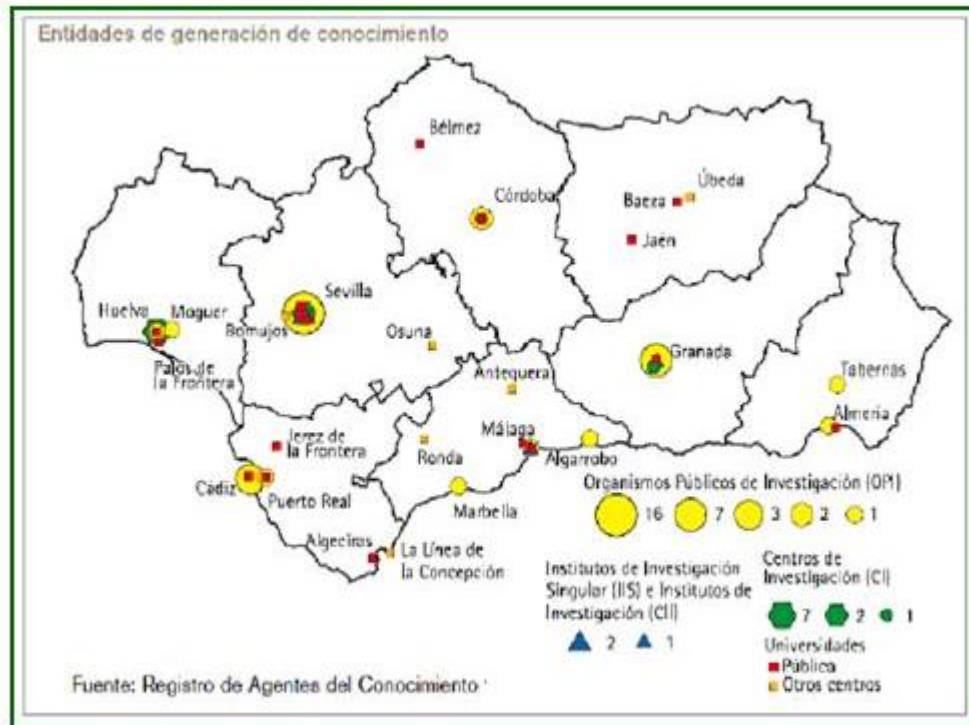 Entidades de generación de conocimiento
Bélmez
Úbeda
Córdoba
Baeza
Jaén
Huelva
Moguer
Sevilla
Bomujos
Osuna
Palos de
la Frontera
Granada
Antequera
Tabernas
Almería
Jerez de
la Frontera
Málaga
Ronda
Algarrobo
Cádiz
Puerto Real
Marbella
Organismos Públicos de Investigación (OPI)
16 7 3 2 1
Algeciras
La Línea de
la Concepción
Institutos de Investigación
Singular (IIS) e Institutos de
Investigación (CII)
2 1
Centros de
Investigación (CI)
7 2 1
Universidades
Pública
Otros centros
Fuente: Registro de Agentes del Conocimiento